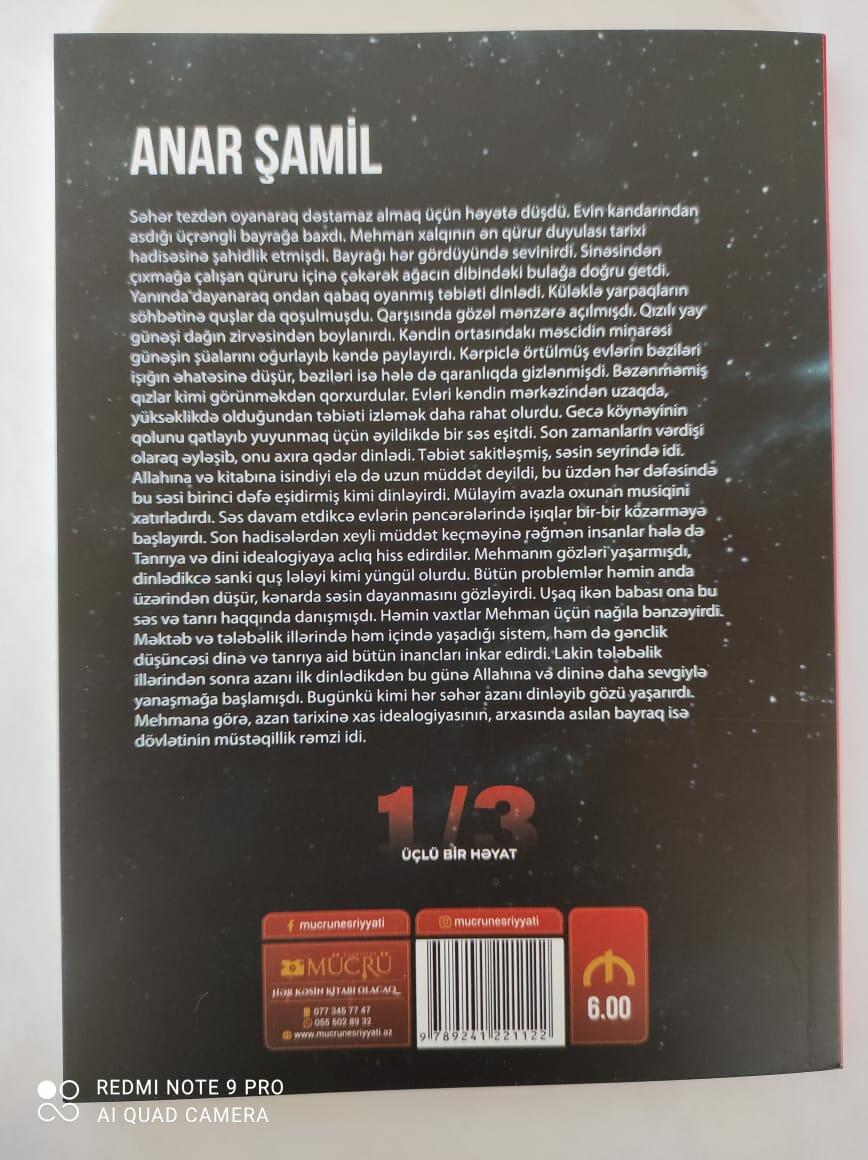 ANAR ŞAMİL
Səhər tezdən oyanaraq dəstamaz almaq üçün həyətə düşdü. Evin kandarından
asdığı üçrəngli bayrağa baxdı. Mehman xalqının ən qürur duyulası tarixi
hadisəsinə şahidlik etmişdi. Bayrağı hər gördüyündə sevinirdi. Sinəsindən
çıxmağa çalışan qüruru içinə çəkərək ağacın dibindəki bulağa doğru getdi.
Yanında dayanaraq ondan qabaq oyanmış təbiəti dinlədi. Küləklə yarpaqların
söhbətinə quşlar da qoşulmuşdu. Qarşısında gözəl mənzərə açılmışdı. Qızılı yay
günəşi dağın zirvəsindən boylanırdı. Kəndin ortasındakı məscidin minarəsi
günəşin şüalarını oğurlayıb kəndə paylayırdı. Kərpiclə örtülmüş evlərin bəziləri
işığın əhatəsinə düşür, bəziləri isə hələ də qaranlıqda gizlənmişdi. Bəzənməmiş
qızlar kimi görünməkdən qorxurdular. Evləri kəndin mərkəzindən uzaqda,
yüksəklikdə olduğundan təbiəti izləmək daha rahat olurdu. Gecə köynəyinin
qolunu qatlayıb yuyunmaq üçün əyildikdə bir səs eşitdi. Son zamanların vərdişi
olaraq əyləşib, onu axıra qədər dinlədi. Təbiət sakitləşmiş, səsin seyrində idi.
Allahına və kitabına isindiyi elə də uzun müddət deyildi, bu üzdən hər dəfəsində
bu səsi birinci dəfə eşidirmiş kimi dinləyirdi. Mülayim avazla oxunan musiqini
xatırladırdı. Səs davam etdikcə evlərin pəncərələrində işıqlar bir-bir közərməyə
başlayırdı. Son hadisələrdən xeyli müddət keçməyinə rəğmən insanlar hələ də
Tanrıya və dini idealogiyaya aclıq hiss edirdilər. Mehmanın gözləri yaşarmışdı,
dinlədikcə sanki quş lələyi kimi yüngül olurdu. Bütün problemlər həmin anda
üzərindən düşür, kənarda səsin dayanmasını gözləyirdi. Uşaq ikən babası ona bu
səs və tanrı haqqında danışmışdı. Həmin vaxtlar Mehman üçün nağıla bənzəyirdi.
Məktəb və tələbəlik illərində həm içində yaşadığı sistem, həm də gənclik
düşüncəsi dinə və tanrıya aid bütün inancları inkar edirdi. Lakin tələbəlik
illərindən sonra azanı ilk dinlədikdən bu günə Allahına və dininə daha sevgiylə
yanaşmağa başlamışdı. Bugünkü kimi hər səhər azanı dinləyib gözü yaşarırdı.
Mehmana görə, azan tarixinə xas idealogiyasının, arxasında asılan bayraq isə
dövlətinin müstəqillik rəmzi idi.
1/3
ÜÇLÜ BİR HƏYAT
mucrunesriyyati
mucrunesriyyati
MÜCRÜ
HƏR KƏSİN KİTABI OLACAQ
077 345 77 47
055 502 89 32
www.mucrunesriyyati.az
9 789241 221122
₼
6.00
REDMI NOTE 9 PRO
AI QUAD CAMERA